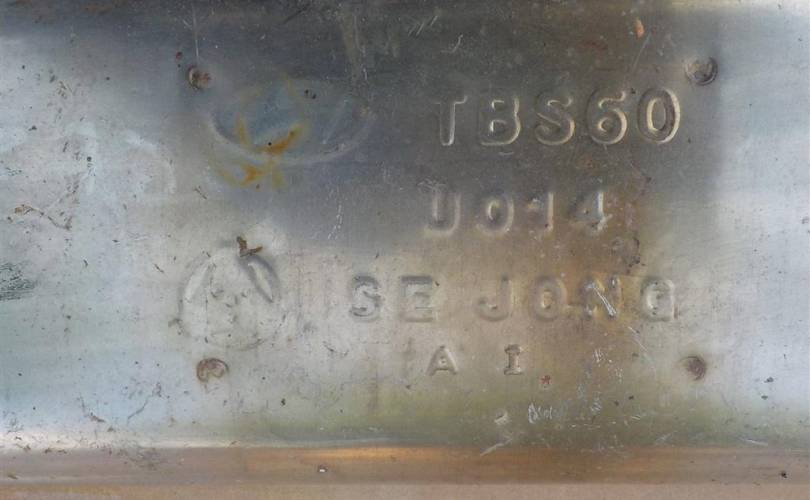 TBS60
U014
SE JONG
A I